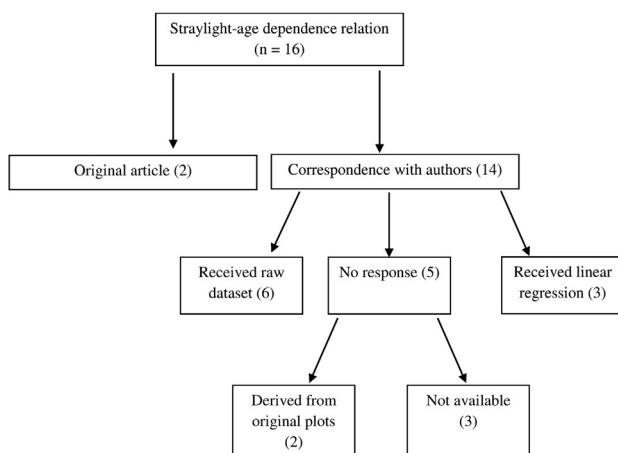 Straylight-age dependence relation
(n = 16)
Original article (2)
Correspondence with authors (14)
Received raw
dataset (6)
No response (5)
Received linear
regression (3)
Derived from
original plots
(2)
Not available
(3)